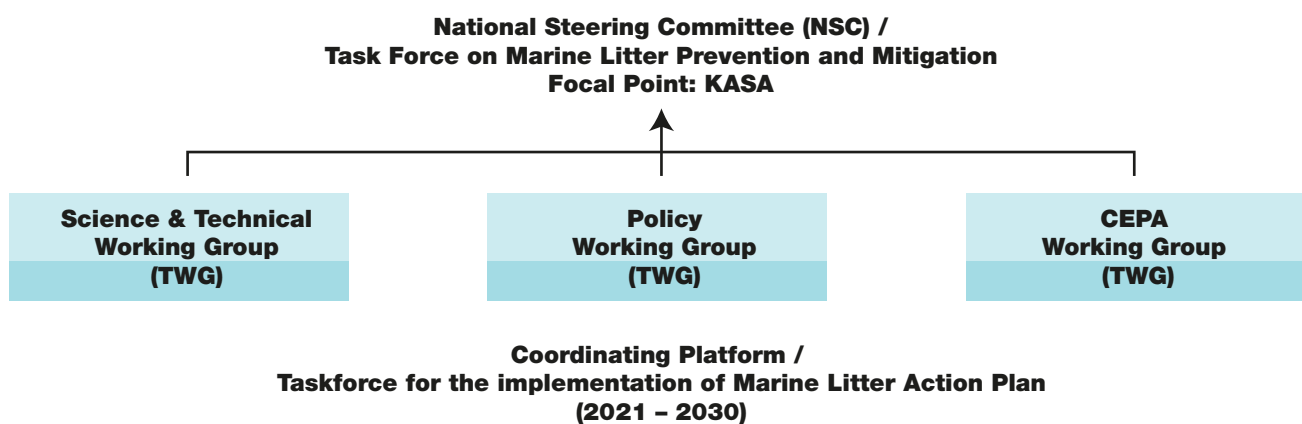 National Steering Committee (NSC) /
Task Force on Marine Litter Prevention and Mitigation
Focal Point: KASA
Science & Technical
Working Group
(TWG)
Policy
Working Group
(TWG)
CEPA
Working Group
(TWG)
Coordinating Platform /
Taskforce for the implementation of Marine Litter Action Plan
(2021 – 2030)